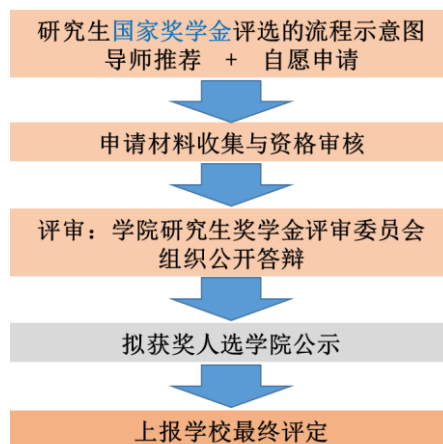 研究生国家奖学金评选的流程示意图
导师推荐 + 自愿申请
申请材料收集与资格审核
评审：学院研究生奖学金评审委员会
组织公开答辩
拟获奖人选学院公示
上报学校最终评定